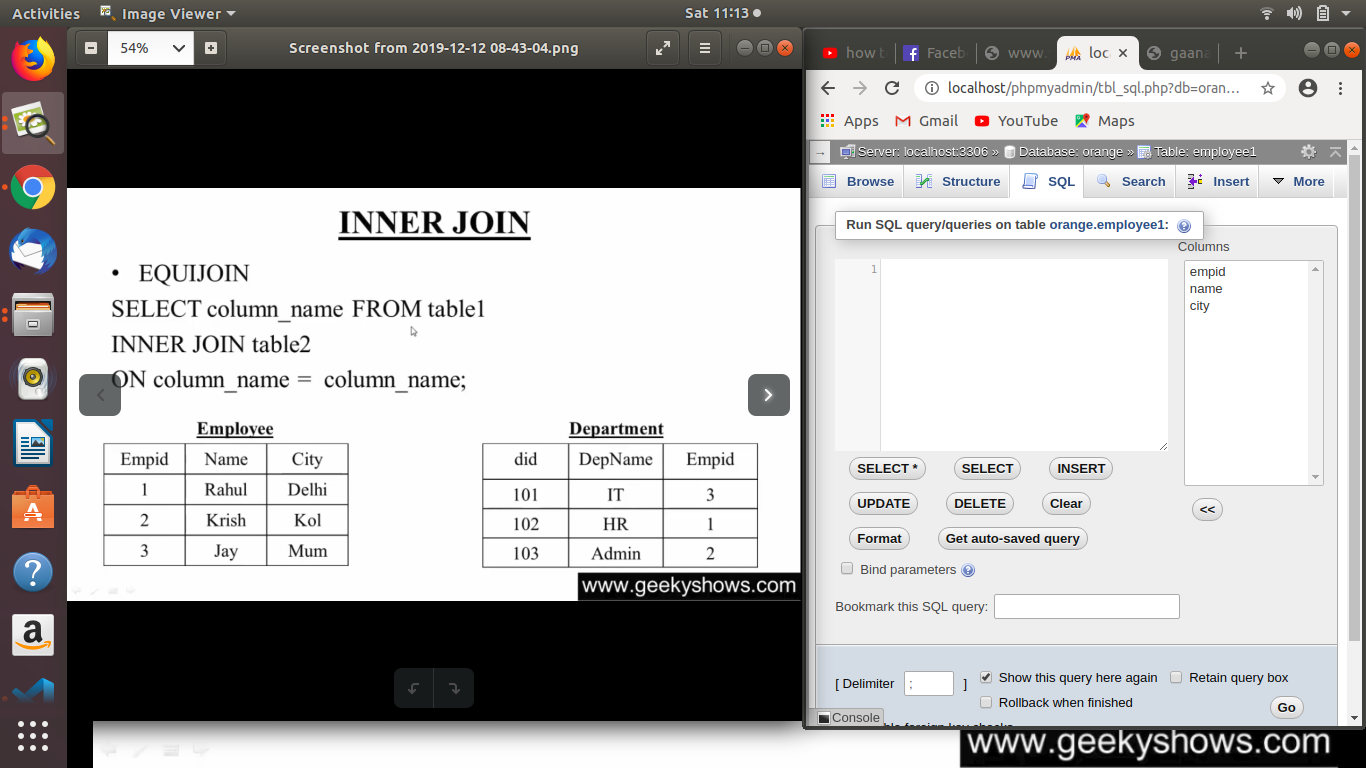 Activities Image Viewer Sat 11:13
54% Screenshot from 2019-12-12 08-43-04.png
INNER JOIN
• EQUIJOIN
SELECT column_name FROM table1
INNER JOIN table2
ON column_name = column_name;
Employee
Empid Name City
1 Rahul Delhi
2 Krish Kol
3 Jay Mum
Department
did DepName Empid
101 IT 3
102 HR 1
103 Admin 2
www.geekyshows.com
how t Faceb www. loc gaana
PMA
localhost/phpmyadmin/tbl_sql.php?db=oran...
Apps Gmail YouTube Maps
Server: localhost:3306 » Database: orange » Table: employee1
Browse Structure SQL Search Insert More
Run SQL query/queries on table orange.employee1:
Columns
1
empid
name
city
SELECT * SELECT INSERT
UPDATE DELETE Clear
<<
Format Get auto-saved query
Bind parameters
Bookmark this SQL query:
[ Delimiter ; ] Show this query here again Retain query box
Rollback when finished
Go
Console
foreign key checks
www.geekyshows.com